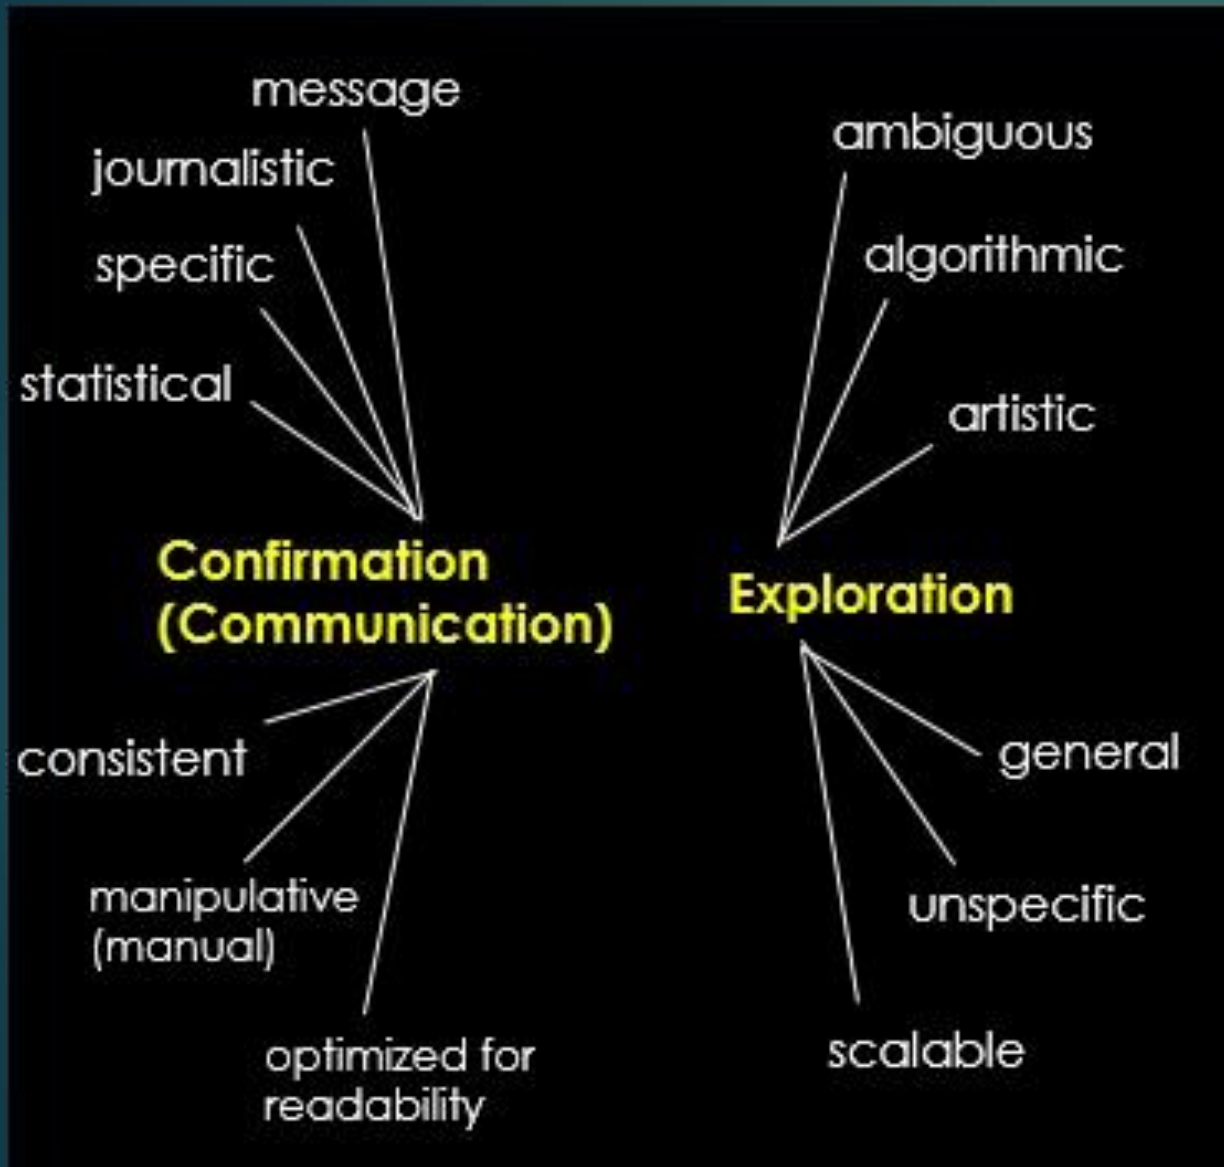 message
journalistic
specific
statistical
Confirmation
(Communication)
consistent
manipulative
(manual)
optimized for
readability
ambiguous
algorithmic
artistic
Exploration
general
unspecific
scalable